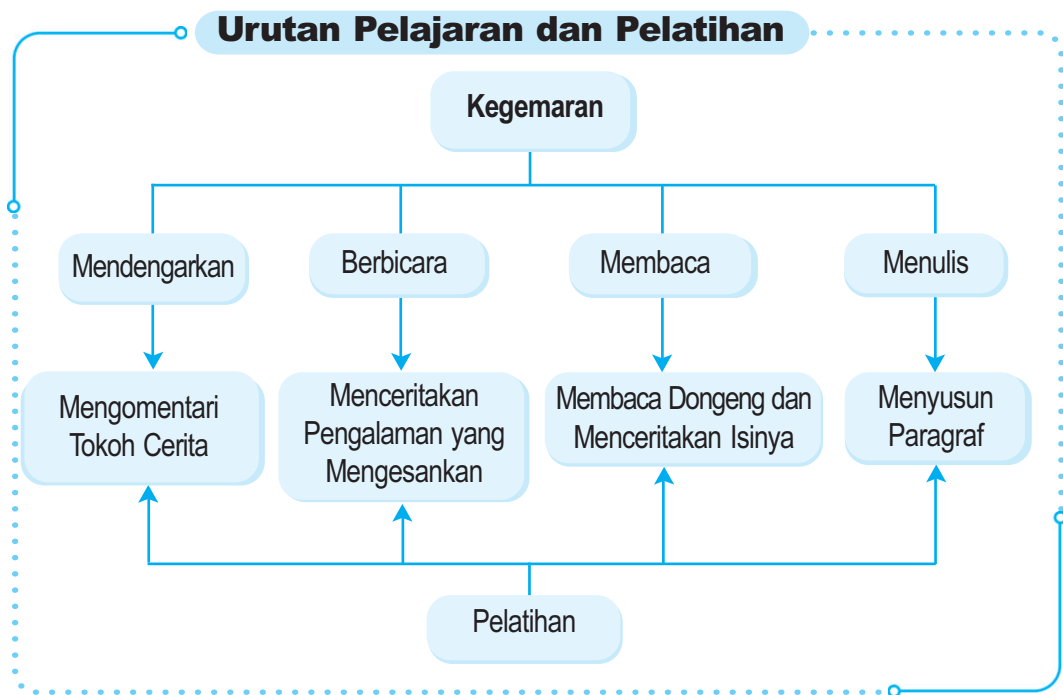 Urutan Pelajaran dan Pelatihan
Kegemaran
Mendengarkan
Berbicara
Membaca
Menulis
Mengomentari
Tokoh Cerita
Menceritakan
Pengalaman yang
Mengesankan
Membaca Dongeng dan
Menceritakan Isinya
Menyusun
Paragraf
Pelatihan